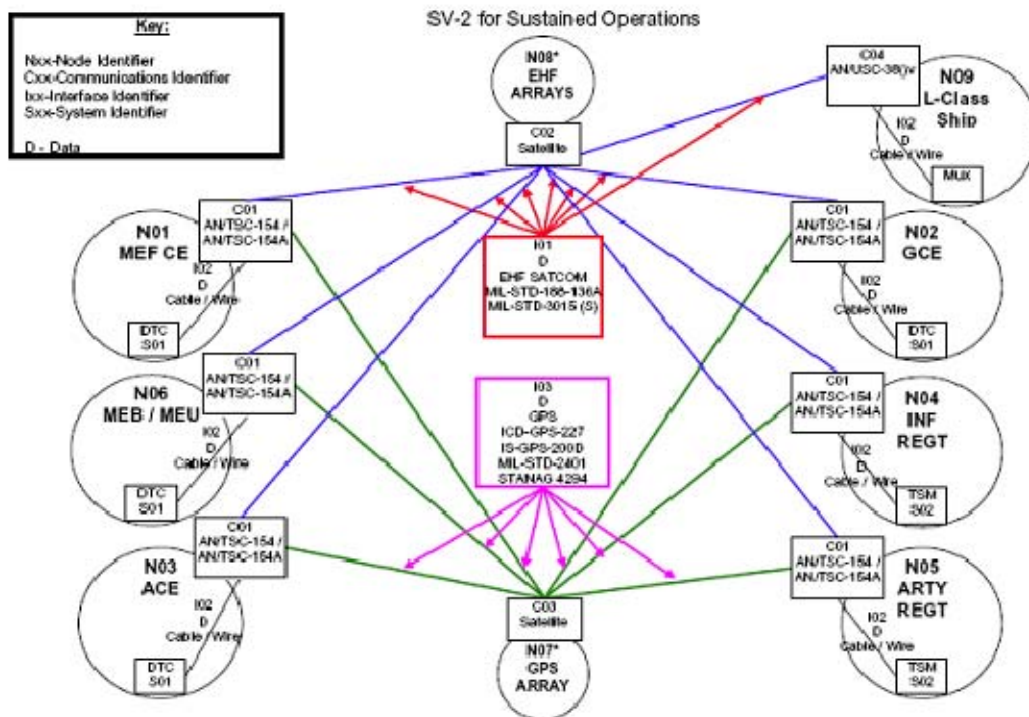 SV-2 for Sustained Operations
Key:
Nxx-Node Identifier
Cxx-Communications Identifier
Ixx-Interface Identifier
Sxx-System Identifier
D - Data
N08*
EHF
ARRAYS
C02
Satellite
C04
AN/USC-38()v
N09
L-Class
Ship
I02
D
Cable / Wire
MUX
N01
MEF CE
C01
AN/TSC-154 /
AN/TSC-154A
I02
D
Cable / Wire
DTC
S01
I01
D
EHF SATCOM
MIL-STD-188-136A
MIL-STD-3015 (S)
C01
AN/TSC-154 /
AN/TSC-154A
N02
GCE
I02
D
Cable / Wire
DTC
S01
N06
MEB / MEU
C01
AN/TSC-154 /
AN/TSC-154A
I02
D
Cable / Wire
DTC
S01
I03
D
GPS
ICD-GPS-227
IS-GPS-200D
MIL-STD-2401
STAINAG 4294
C01
AN/TSC-154 /
AN/TSC-154A
N04
INF
REGT
I02
D
Cable / Wire
TSM
S02
N03
ACE
C01
AN/TSC-154 /
AN/TSC-154A
I02
D
Cable / Wire
DTC
S01
C03
Satellite
N07*
GPS
ARRAY
C01
AN/TSC-154 /
AN/TSC-154A
N05
ARTY
REGT
I02
D
Cable / Wire
TSM
S02